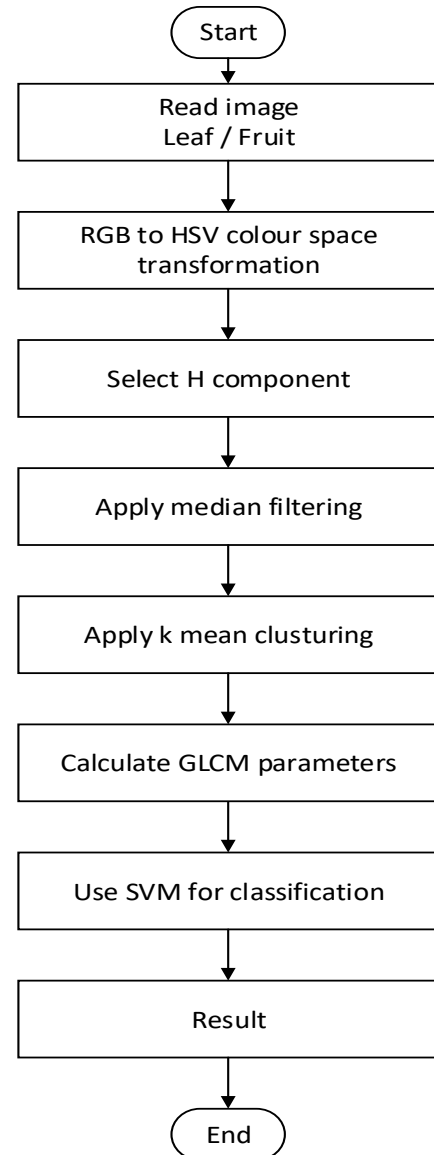 Start
Read image
Leaf / Fruit
RGB to HSV colour space
transformation
Select H component
Apply median filtering
Apply k mean clusturing
Calculate GLCM parameters
Use SVM for classification
Result
End